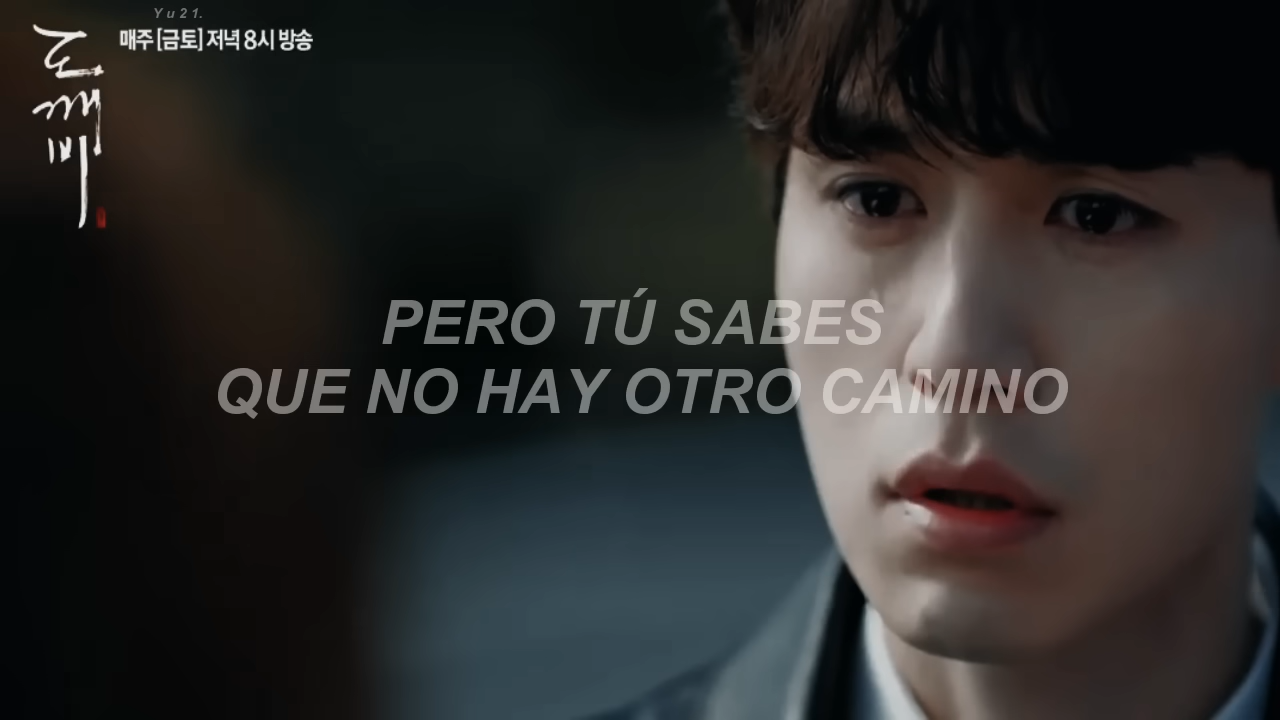 Yu21.
매주 [금토] 저녁 8시 방송
도
깨
비
PERO TÚ SABES
QUE NO HAY OTRO CAMINO